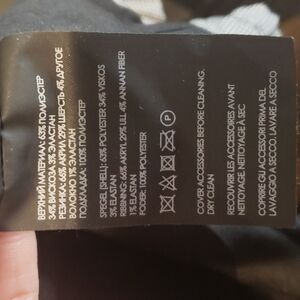 ВЕРХНИЙ МАТЕРИАЛ: 63% ПОЛИЭСТЕР
34% ВИСКОЗА 3% ЭЛАСТАН
РЕЗИНКА: 66% АКРИЛ 29% ШЕРСТЬ 4% ДРУГОЕ
ВОЛОКНО 1% ЭЛАСТАН
ПОДКЛАДКА: 100% ПОЛИЭСТЕР
SPEGEL (SHELL): 63% POLYESTER 34% VISKOS
3% ELASTAN
RIBBNING: 66% AKRYL 29% ULL 4% ANNAN FIBER
1% ELASTAN
FODER: 100% POLYESTER
P
COVER ACCESSORIES BEFORE CLEANING.
DRY CLEAN
RECOUVRIR LES ACCESSOIRES AVANT
NETTOYAGE. NETTOYAGE À SEC
COPRIRE GLI ACCESSORI PRIMA DEL
LAVAGGIO A SECCO. LAVARE A SECCO